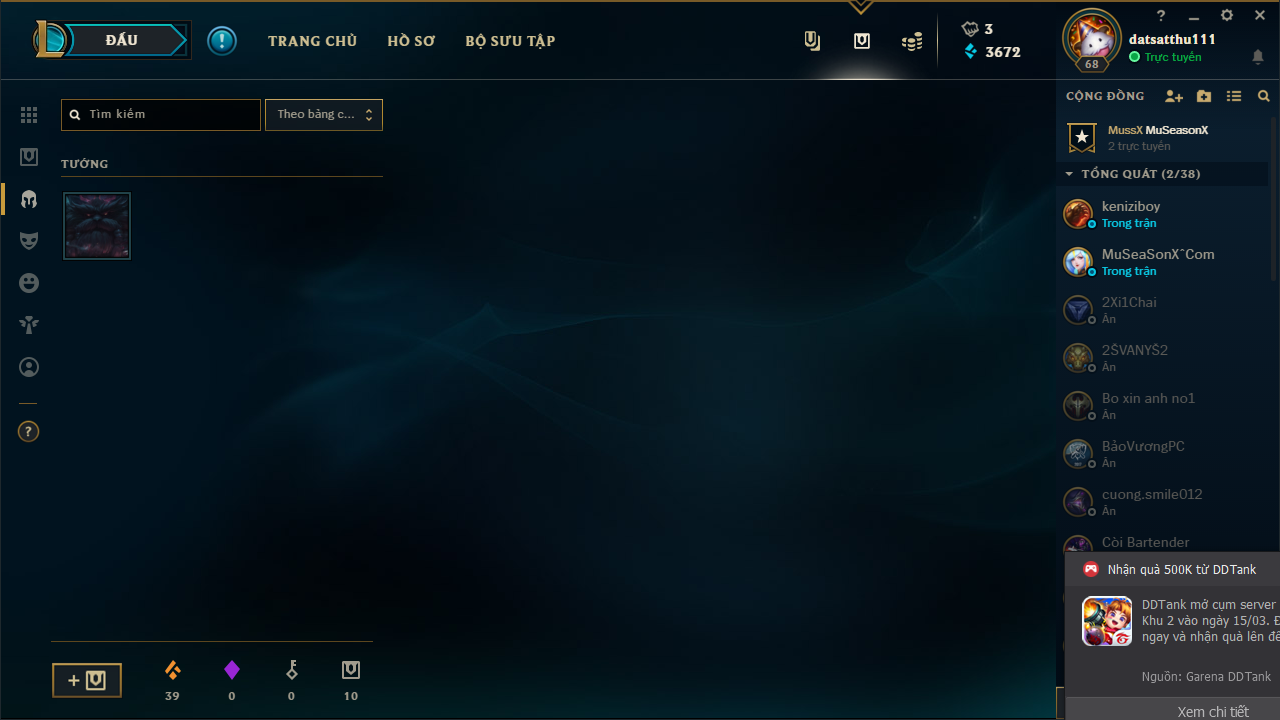 ĐẤU
TRANG CHỦ
HỒ SƠ
BỘ SƯU TẬP
3
3672
68
datsatthu111
Trực tuyến
Tìm kiếm
Theo bảng c...
TƯỚNG
CỘNG ĐỒNG
MussX MuSeasonX
2 trực tuyến
TỔNG QUÁT (2/38)
keniziboy
Trong trận
MuSeaSonX^Com
Trong trận
2Xi1Chai
Ẩn
2ŠVANYŠ2
Ẩn
Bo xin anh no1
Ẩn
BảoVươngPC
Ẩn
cuong.smile012
Ẩn
Còi Bartender
Nhận quà 500K từ DDTank
DDTank mở cụm server
Khu 2 vào ngày 15/03. Đ
ngay và nhận quà lên đế
Nguồn: Garena DDTank
Xem chi tiết
39
0
0
10